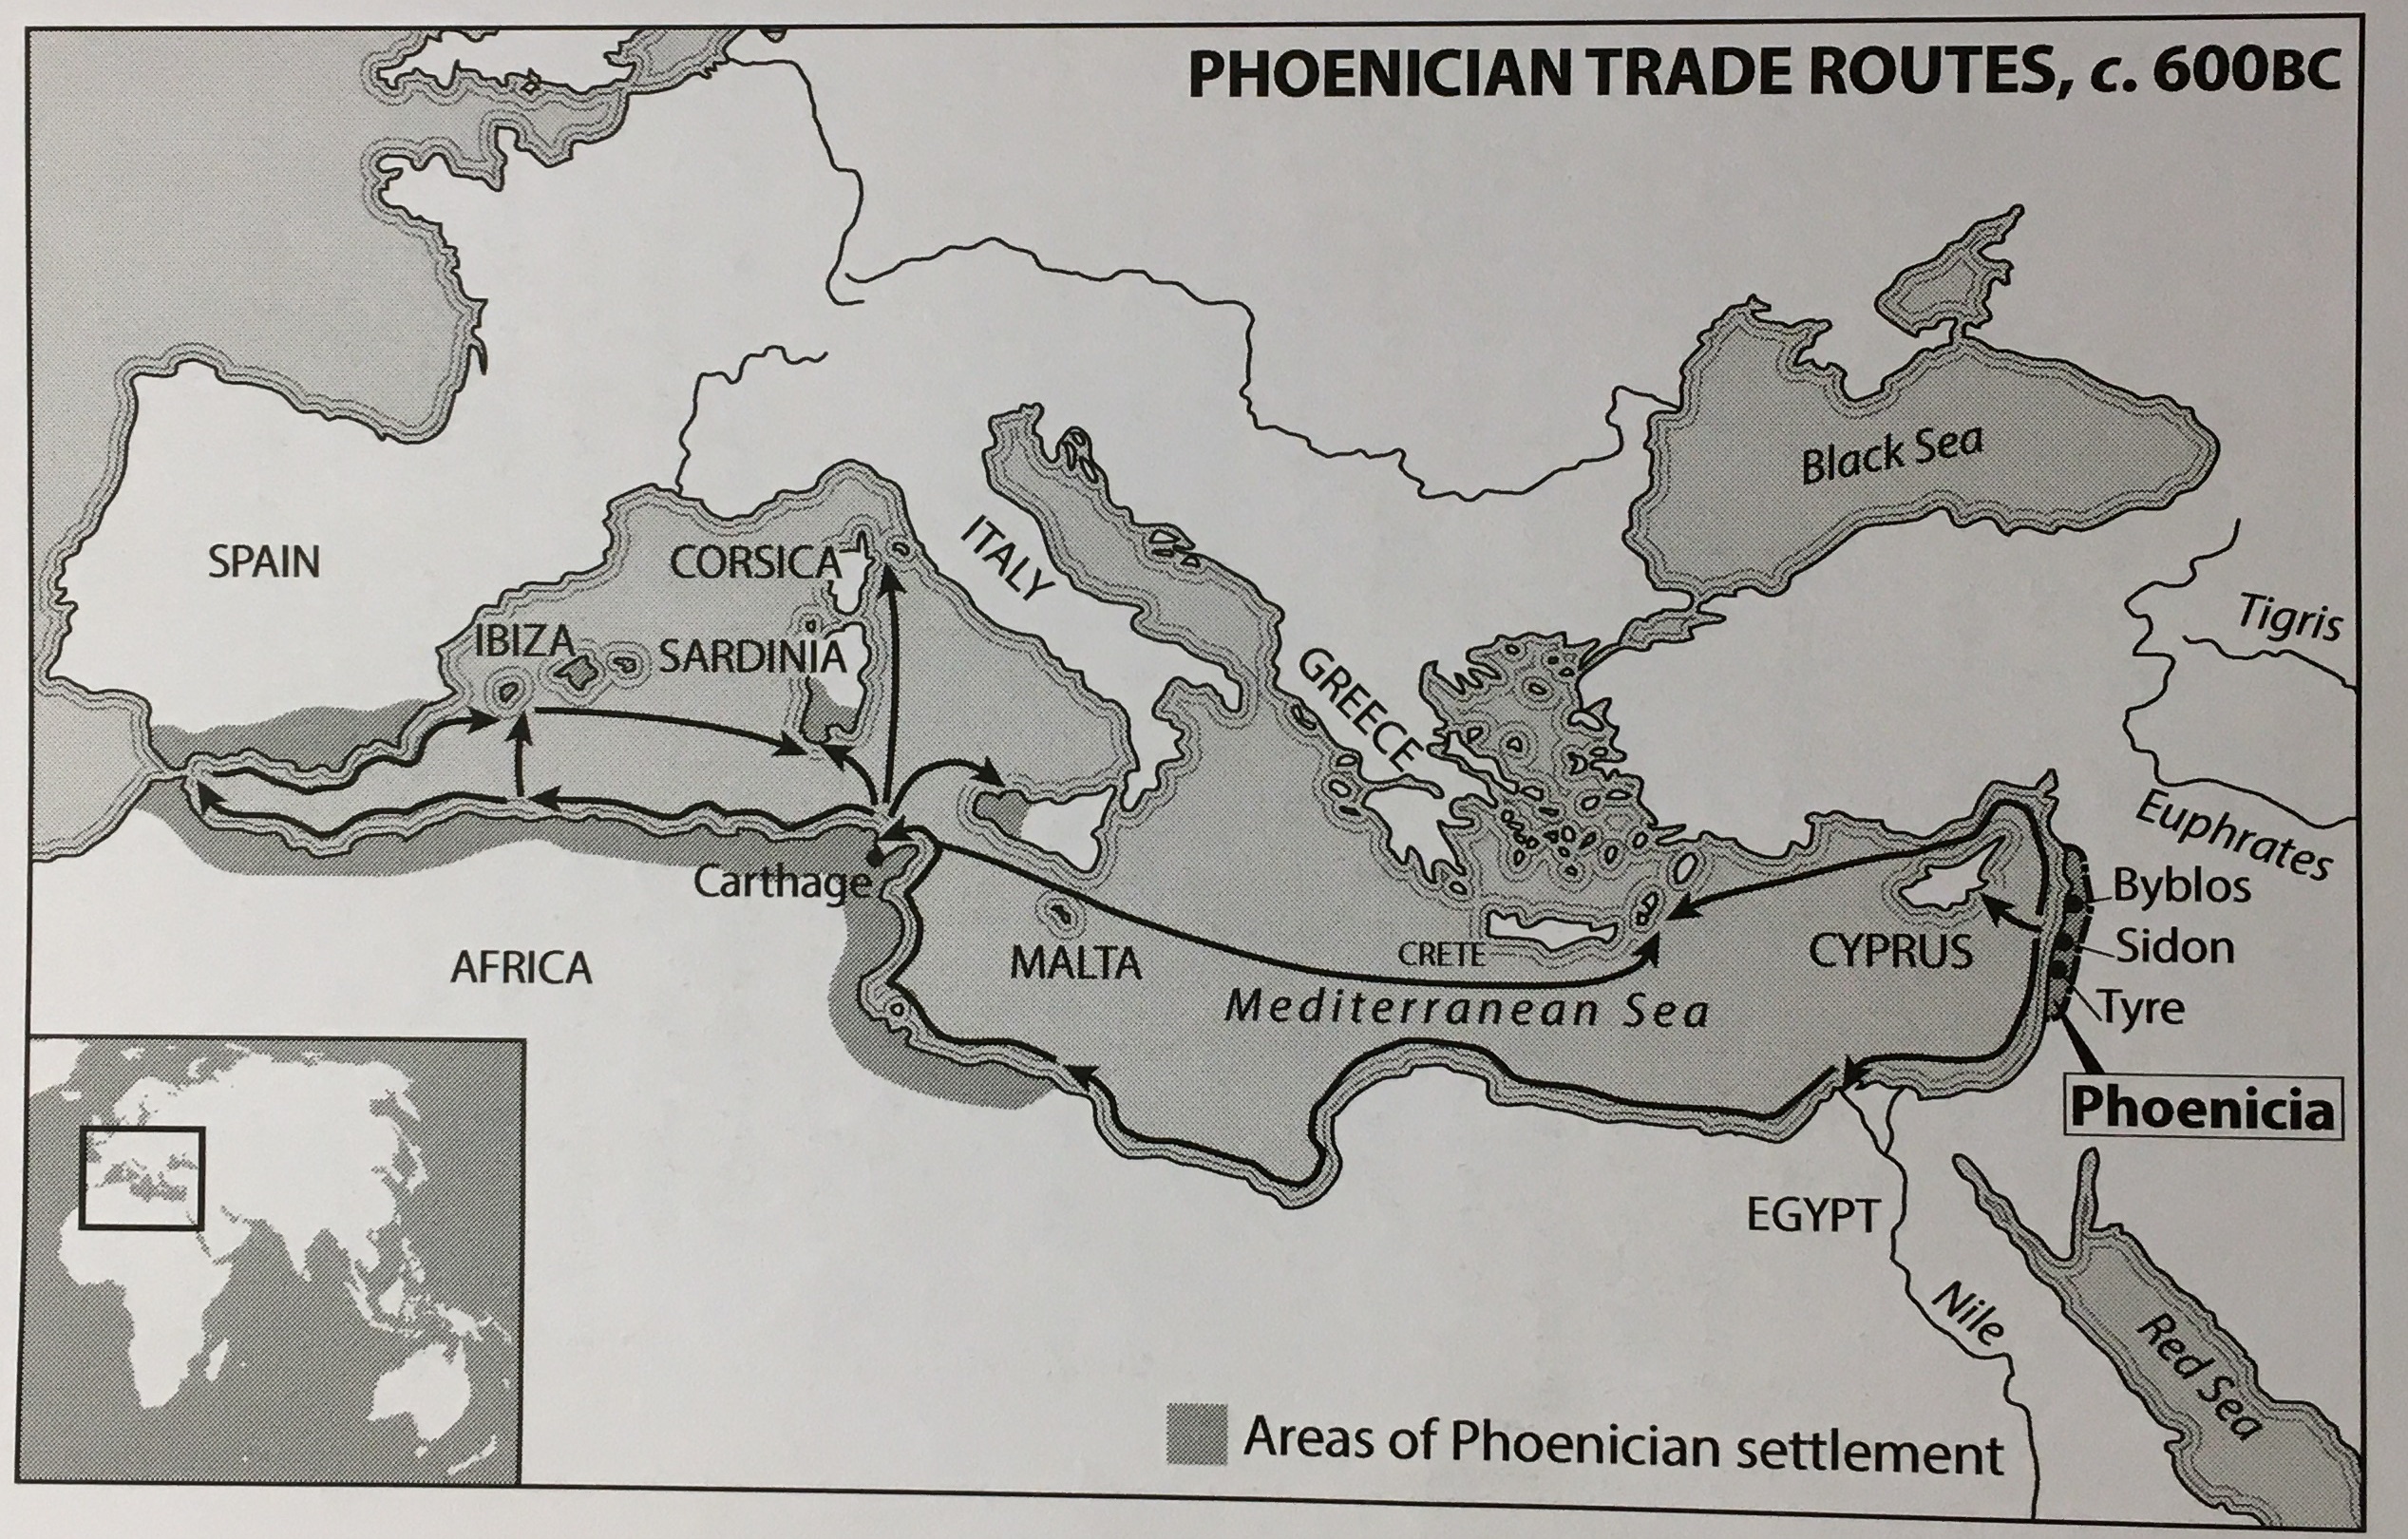 PHOENICIAN TRADE ROUTES, c. 600BC
Black Sea
SPAIN
CORSICA
ITALY
Tigris
IBIZA
SARDINIA
GREECE
Euphrates
Carthage
Byblos
AFRICA
MALTA
CRETE
CYPRUS
Sidon
Mediterranean Sea
Tyre
Phoenicia
EGYPT
Nile
Red Sea
Areas of Phoenician settlement